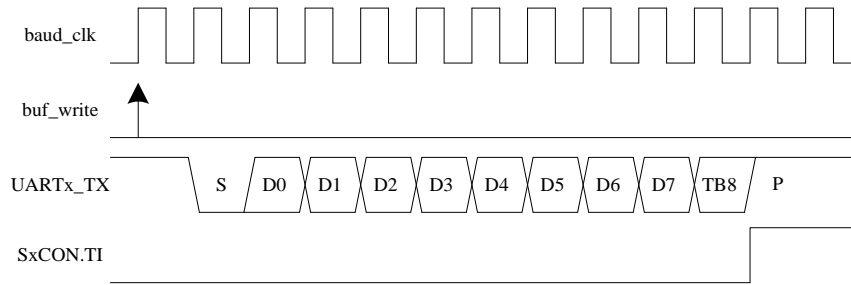 baud_clk
buf_write
UARTx_TX S D0 D1 D2 D3 D4 D5 D6 D7 TB8 P
SxCON.TI